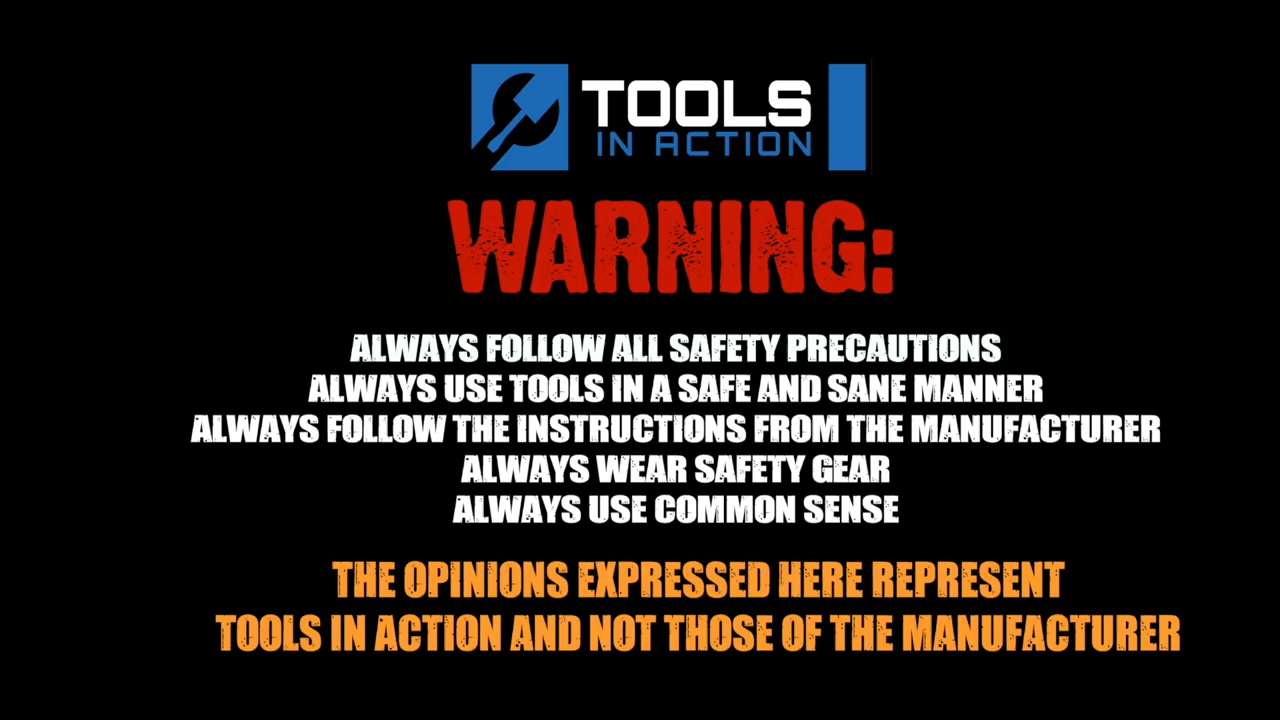 TOOLS
IN ACTION
WARNING:
ALWAYS FOLLOW ALL SAFETY PRECAUTIONS
ALWAYS USE TOOLS IN A SAFE AND SANE MANNER
ALWAYS FOLLOW THE INSTRUCTIONS FROM THE MANUFACTURER
ALWAYS WEAR SAFETY GEAR
ALWAYS USE COMMON SENSE
THE OPINIONS EXPRESSED HERE REPRESENT
TOOLS IN ACTION AND NOT THOSE OF THE MANUFACTURER